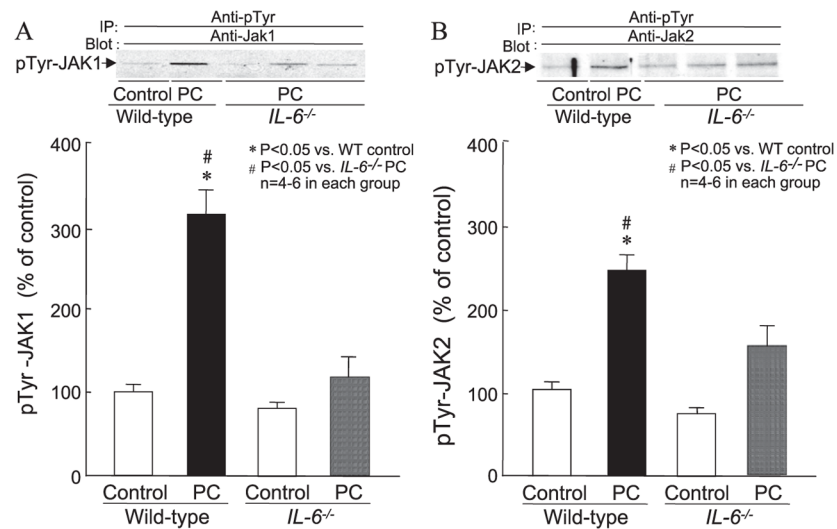 A
IP: Anti-pTyr
Blot : Anti-Jak1
pTyr-JAK1
Control PC PC
Wild-type IL-6-/-
400
300
200
100
0
pTyr -JAK1 (% of control)
* P<0.05 vs. WT control
# P<0.05 vs. IL-6-/- PC
n=4-6 in each group
#
*
Control PC Control PC
Wild-type IL-6-/-
B
IP: Anti-pTyr
Blot : Anti-Jak2
pTyr-JAK2
Control PC PC
Wild-type IL-6-/-
400
300
200
100
0
pTyr-JAK2 (% of control)
* P<0.05 vs. WT control
# P<0.05 vs. IL-6-/- PC
n=4-6 in each group
#
*
Control PC Control PC
Wild-type IL-6-/-